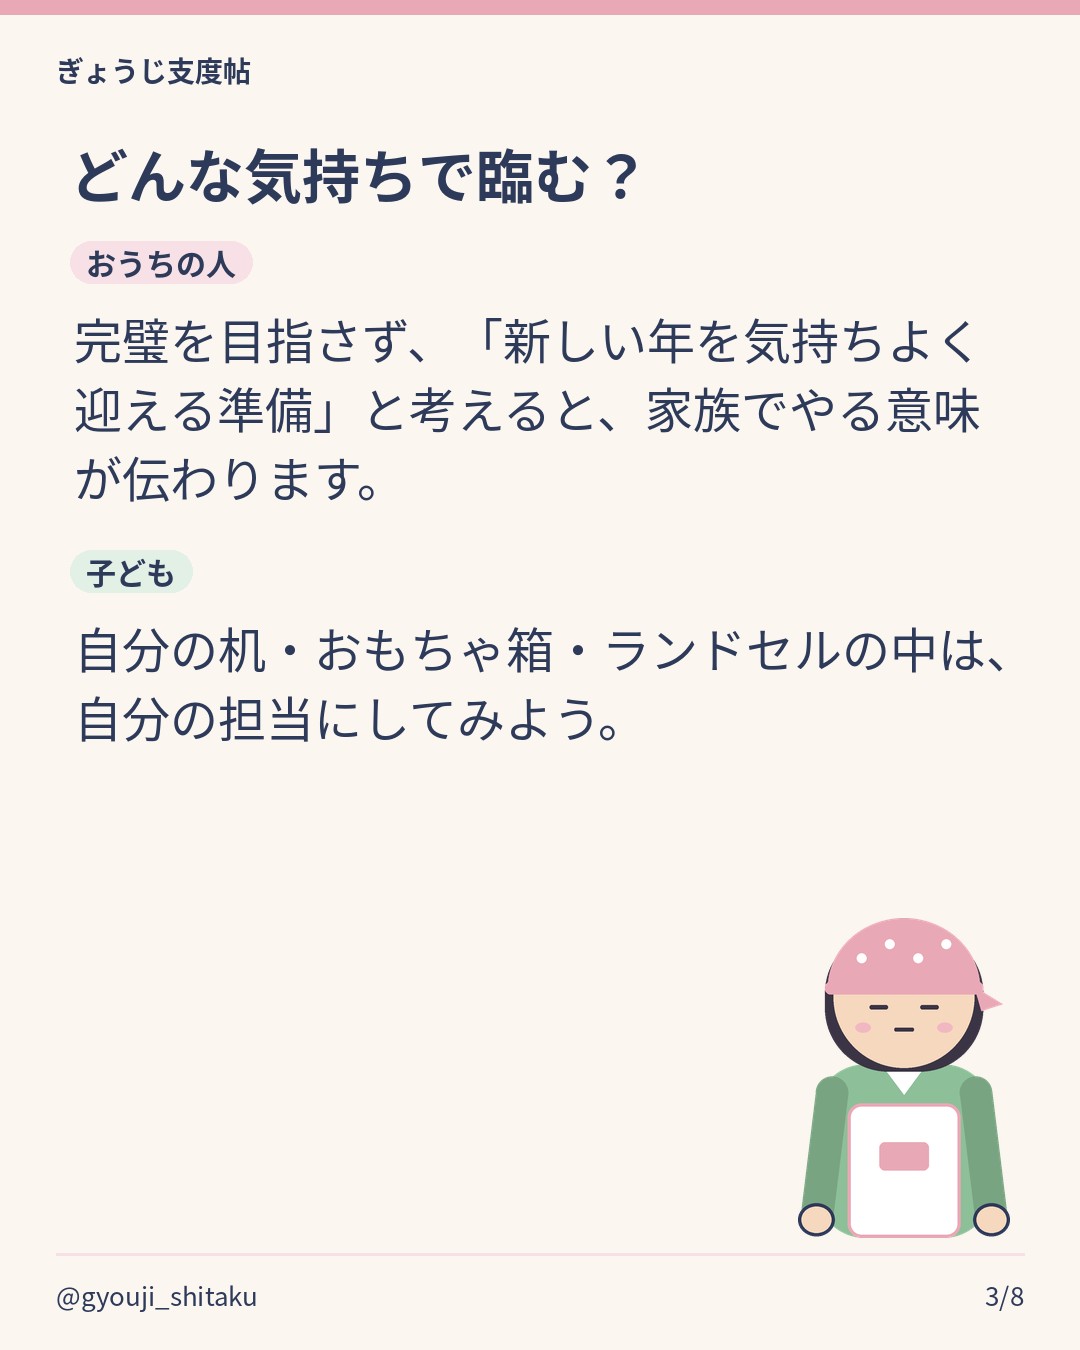 ぎょうじ支度帖
どんな気持ちで臨む？
おうちの人
完璧を目指さず、「新しい年を気持ちよく
迎える準備」と考えると、家族でやる意味
が伝わります。
子ども
自分の机・おもちゃ箱・ランドセルの中は、
自分の担当にしてみよう。
@gyouji_shitaku
3/8